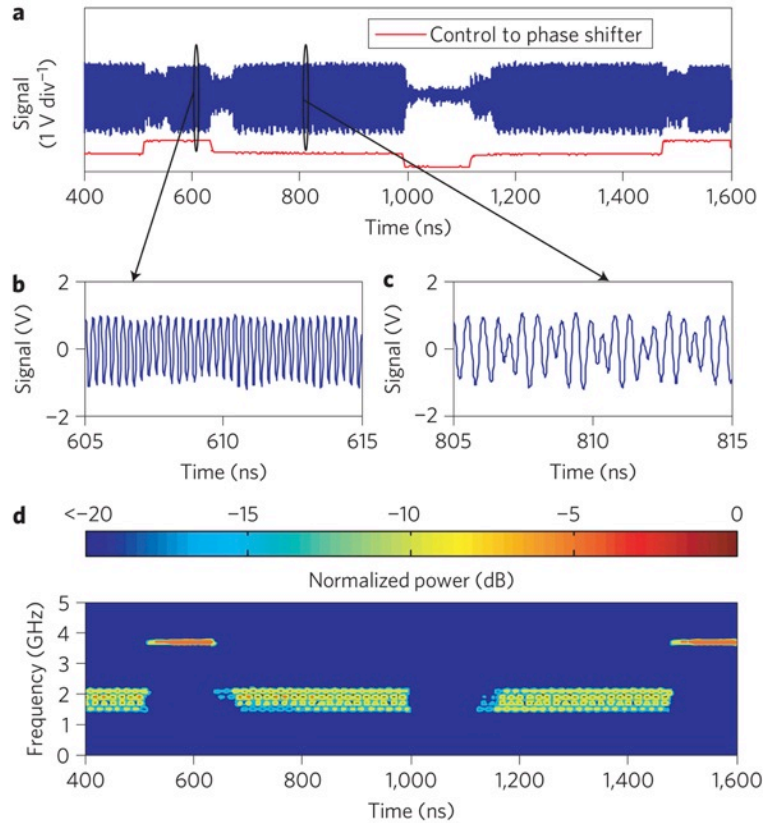 a
Control to phase shifter
Signal
(1 V div⁻¹)
400 600 800 1,000 1,200 1,400 1,600
Time (ns)
b
2
0
−2
Signal (V)
605 610 615
Time (ns)
c
2
0
−2
Signal (V)
805 810 815
Time (ns)
d
<−20 −15 −10 −5 0
Normalized power (dB)
5
4
3
2
1
0
Frequency (GHz)
400 600 800 1,000 1,200 1,400 1,600
Time (ns)